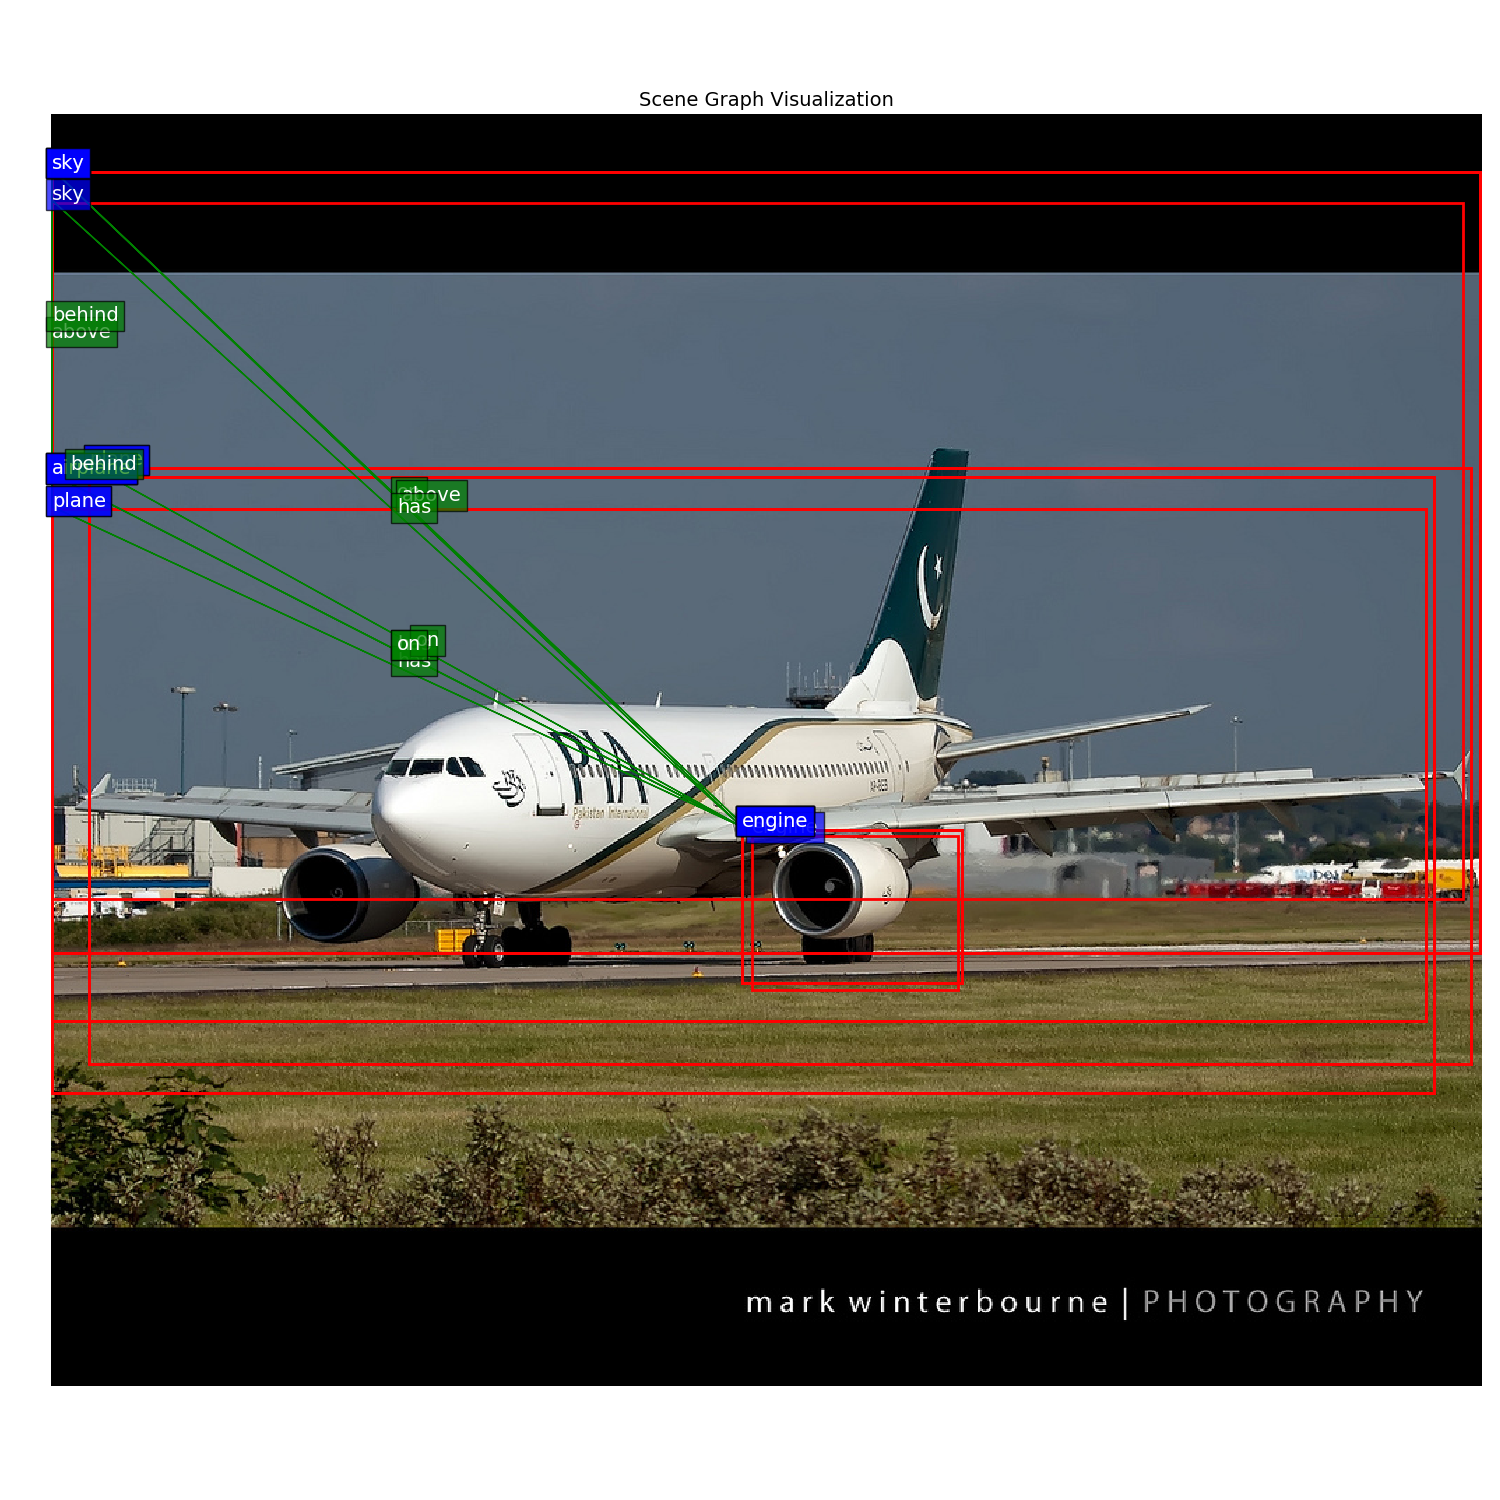 Scene Graph Visualization
sky
sky
behind
above
behind
airplane
plane
above
has
on
on
has
engine
PIA
Pakistan International
mark winterbourne | PHOTOGRAPHY